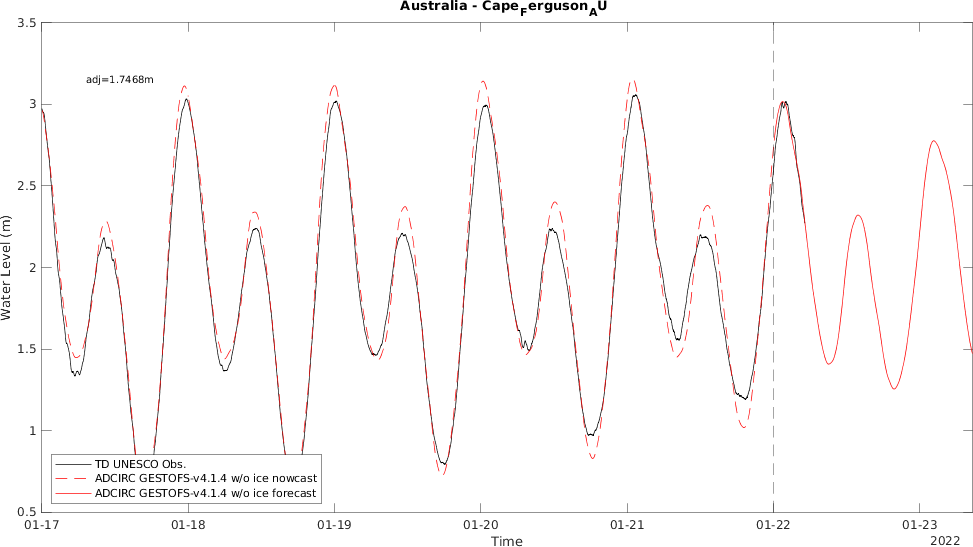 Australia - Cape_Ferguson_AU
adj=1.7468m
3.5
3
2.5
2
1.5
1
0.5
Water Level (m)
TD UNESCO Obs.
ADCIRC GESTOFS-v4.1.4 w/o ice nowcast
ADCIRC GESTOFS-v4.1.4 w/o ice forecast
01-17
01-18
01-19
01-20
01-21
01-22
01-23
Time
2022